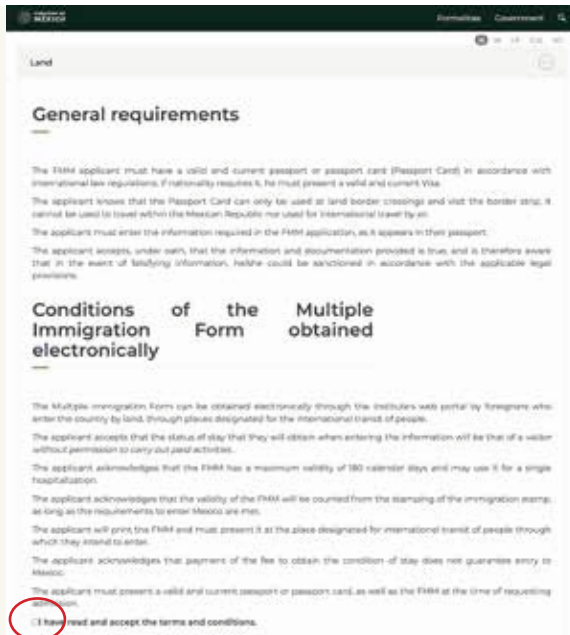 MÉXICO
Formalities Government
Land
General requirements
The FMM applicant must have a valid and current passport or passport card (Passport Card) in accordance with
international law regulations. If nationality requires it, he must present a valid and current Visa.
The applicant knows that the Passport Card can only be used at land border crossings and visit the border strip, it
cannot be used to travel within the Mexican Republic nor used for international travel by air.
The applicant must enter the information required in the FMM application, as it appears in their passport.
The applicant accepts, under oath, that the information and documentation provided is true, and is therefore aware
that in the event of falsifying information, he/she could be sanctioned in accordance with the applicable legal
provisions.
Conditions of the Multiple
Immigration Form obtained
electronically
The Multiple Immigration Form can be obtained electronically through the Institute's web portal by foreigners who
enter the country by land, through places designated for the international transit of people.
The applicant accepts that the status of stay that they will obtain when entering the information will be that of a visitor
without permission to carry out paid activities.
The applicant acknowledges that the FMM has a maximum validity of 180 calendar days and may use it for a single
hospitalization.
The applicant acknowledges that the validity of the FMM will be counted from the stamping of the immigration stamp,
as long as the requirements to enter Mexico are met.
The applicant will print the FMM and must present it at the place designated for international transit of people through
which they intend to enter.
The applicant acknowledges that payment of the fee to obtain the condition of stay does not guarantee entry to
Mexico.
The applicant must present a valid and current passport or passport card, as well as the FMM at the time of requesting
admission.
I have read and accept the terms and conditions.